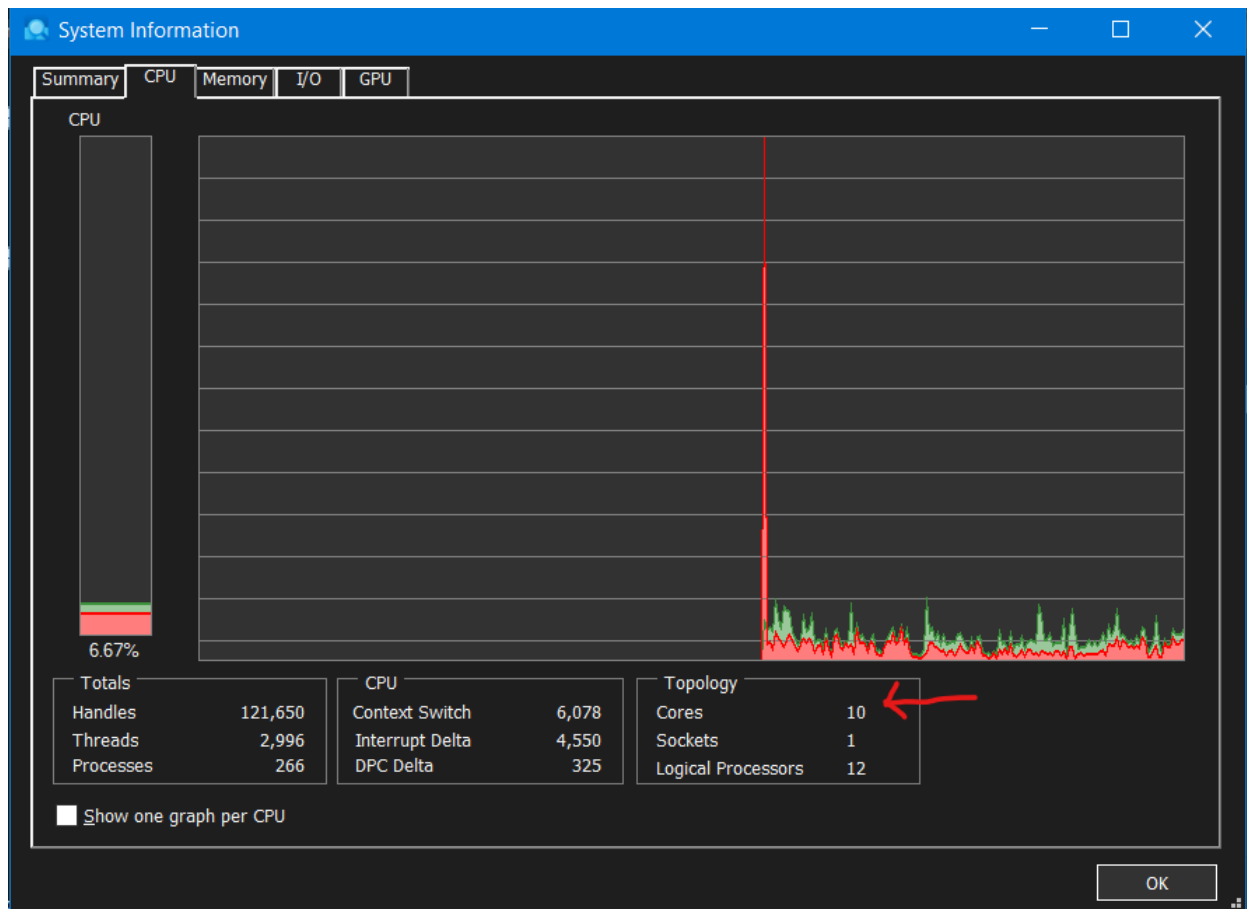 System Information
Summary CPU Memory I/O GPU
CPU
6.67%
Totals
Handles 121,650
Threads 2,996
Processes 266
CPU
Context Switch 6,078
Interrupt Delta 4,550
DPC Delta 325
Topology
Cores 10
Sockets 1
Logical Processors 12
Show one graph per CPU
OK